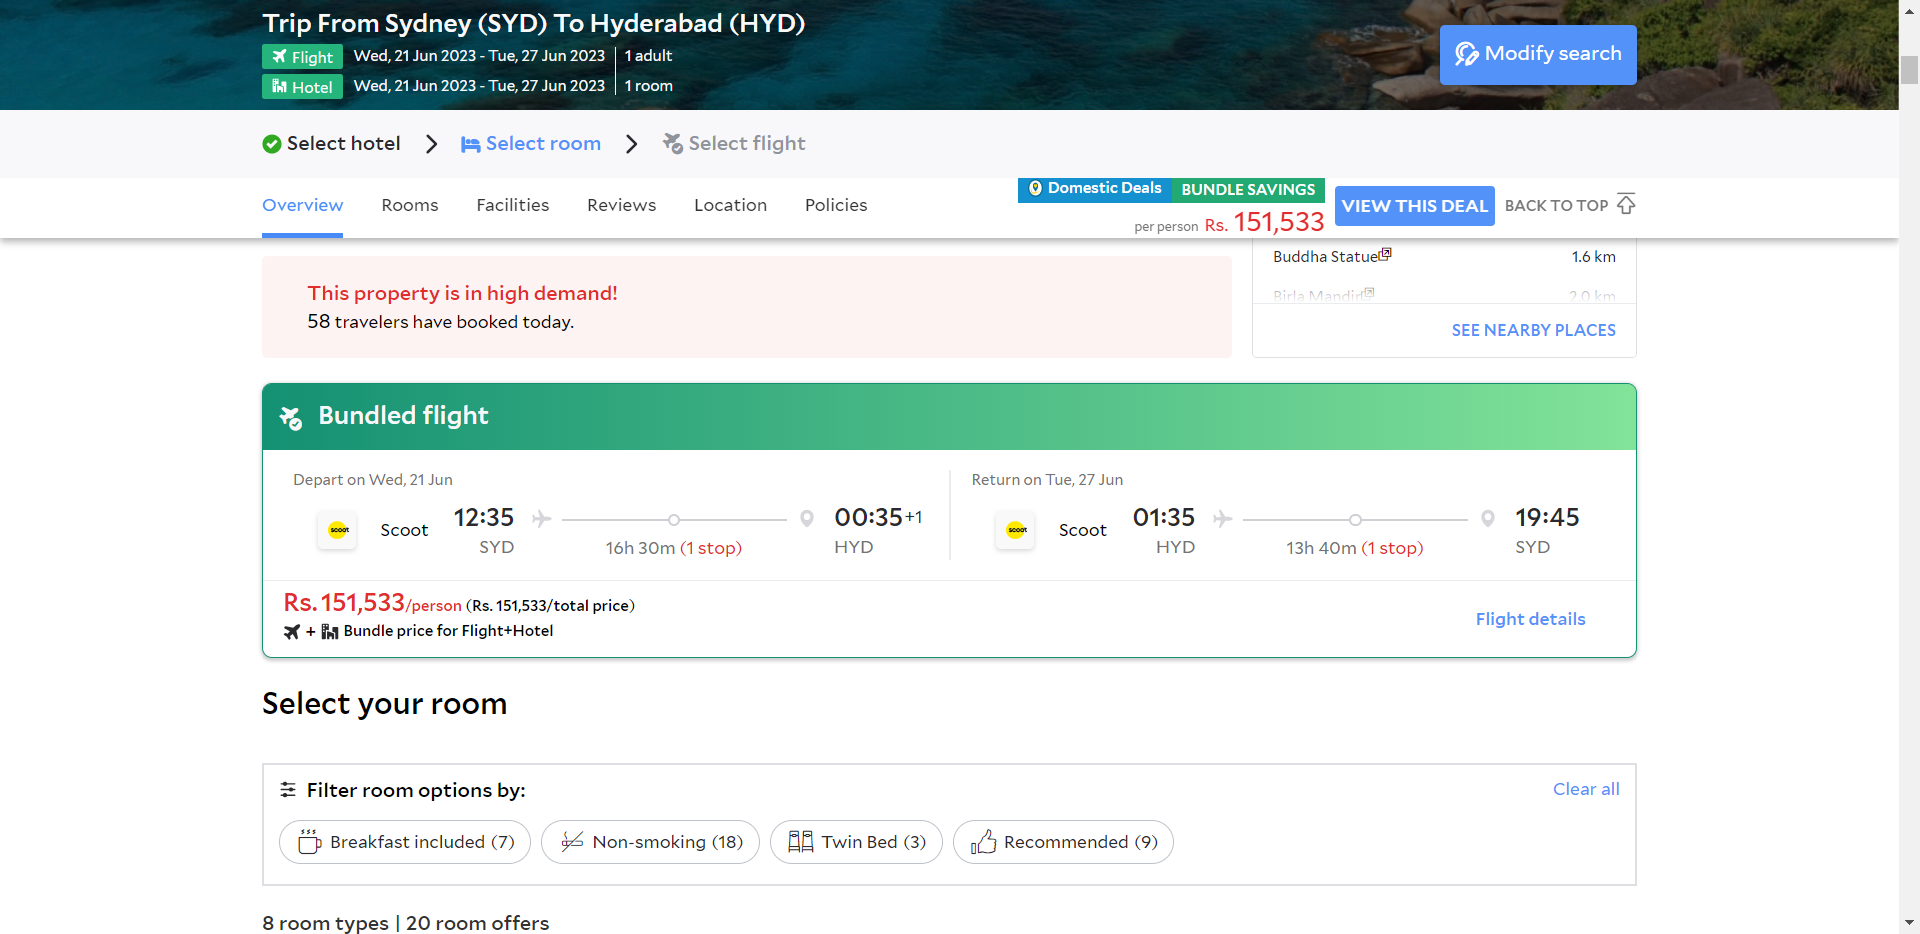 Trip From Sydney (SYD) To Hyderabad (HYD)
Flight Wed, 21 Jun 2023 - Tue, 27 Jun 2023 1 adult
Hotel Wed, 21 Jun 2023 - Tue, 27 Jun 2023 1 room
Modify search
Select hotel Select room Select flight
Overview Rooms Facilities Reviews Location Policies
Domestic Deals BUNDLE SAVINGS
per person Rs. 151,533
VIEW THIS DEAL
BACK TO TOP
Buddha Statue 1.6 km
Birla Mandir 2.0 km
SEE NEARBY PLACES
This property is in high demand!
58 travelers have booked today.
Bundled flight
Depart on Wed, 21 Jun
scoot Scoot 12:35 00:35+1
SYD 16h 30m (1 stop) HYD
Return on Tue, 27 Jun
scoot Scoot 01:35 19:45
HYD 13h 40m (1 stop) SYD
Rs. 151,533/person (Rs. 151,533/total price)
+ Bundle price for Flight+Hotel
Flight details
Select your room
Filter room options by:
Clear all
Breakfast included (7) Non-smoking (18) Twin Bed (3) Recommended (9)
8 room types | 20 room offers